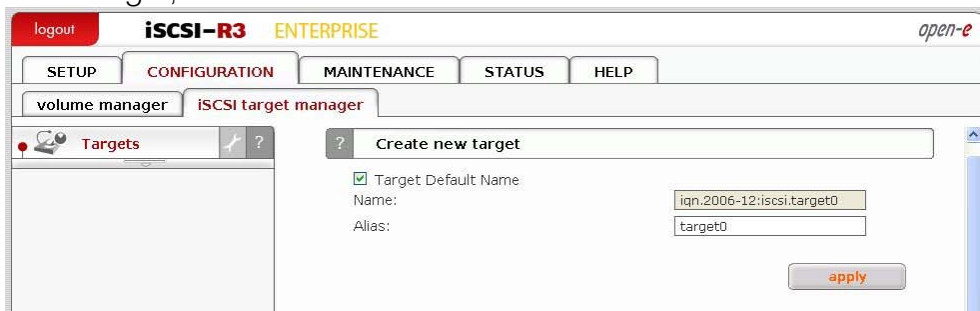 logout iSCSI-R3 ENTERPRISE open-e
SETUP CONFIGURATION MAINTENANCE STATUS HELP
volume manager iSCSI target manager
Targets ?
? Create new target
Target Default Name
Name: iqn.2006-12:iscsi.target0
Alias: target0
apply